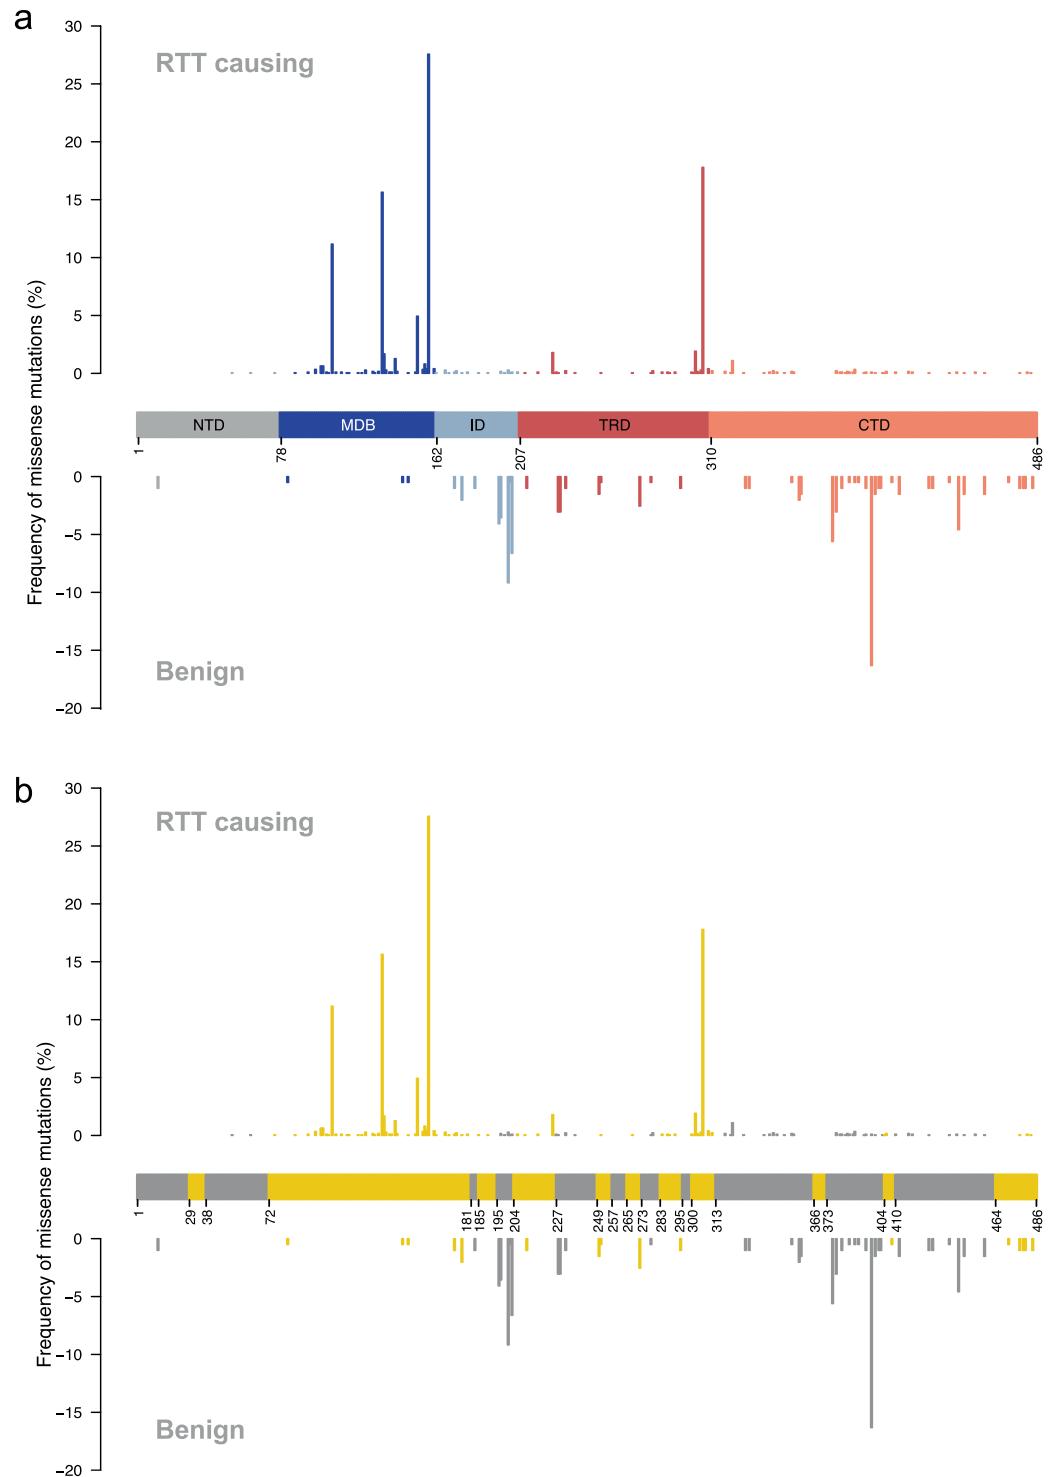 a
RTT causing
30
25
20
15
10
5
0
Frequency of missense mutations (%)
NTD MDB ID TRD CTD
1 78 162 207 310 486
0
−5
−10
−15
−20
Benign
b
RTT causing
30
25
20
15
10
5
0
Frequency of missense mutations (%)
1 29 38 72 181 185 195 204 227 249 257 265 273 283 295 300 313 366 373 404 410 464 486
0
−5
−10
−15
−20
Benign